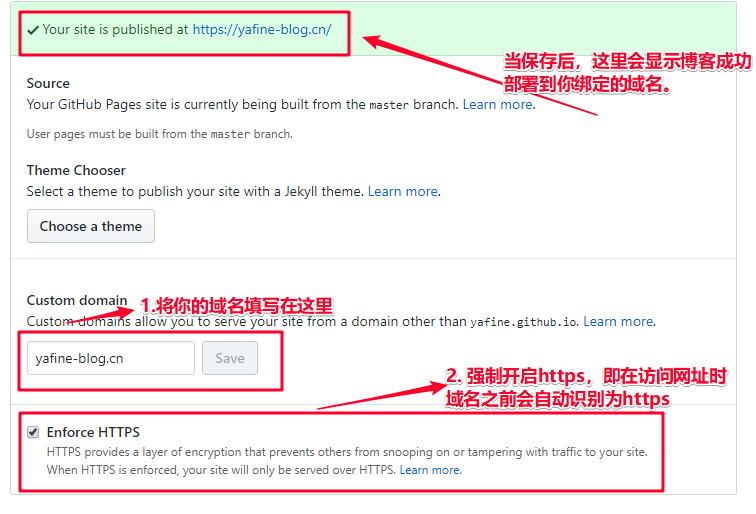 Your site is published at https://yafine-blog.cn/
当保存后，这里会显示博客成功
部署到你绑定的域名。
Source
Your GitHub Pages site is currently being built from the master branch. Learn more.
User pages must be built from the master branch.
Theme Chooser
Select a theme to publish your site with a Jekyll theme. Learn more.
Choose a theme
Custom domain
1.将你的域名填写在这里
Custom domains allow you to serve your site from a domain other than yafine.github.io. Learn more.
yafine-blog.cn Save
2. 强制开启https，即在访问网址时
域名之前会自动识别为https
Enforce HTTPS
HTTPS provides a layer of encryption that prevents others from snooping on or tampering with traffic to your site.
When HTTPS is enforced, your site will only be served over HTTPS. Learn more.